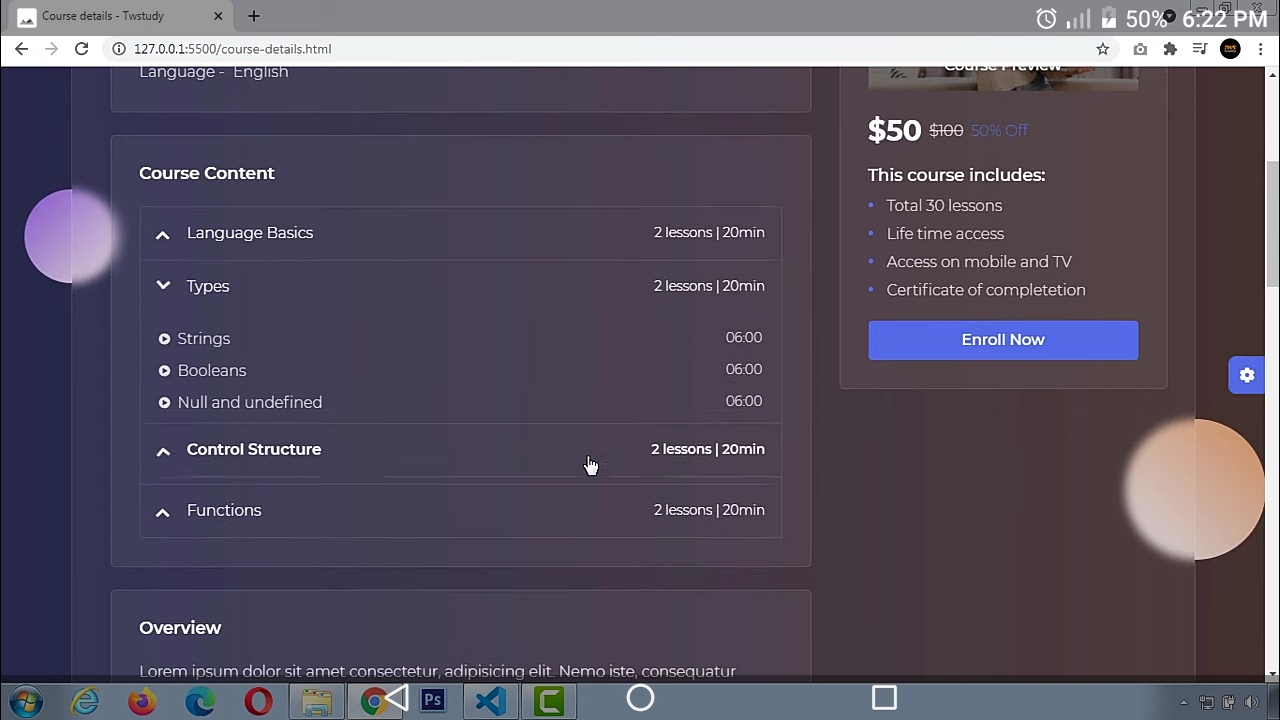 Course details - Twstudy
50% 6:22 PM
127.0.0.1:5500/course-details.html
Language - English
Course Preview
$50 $100 50% Off
This course includes:
Total 30 lessons
Life time access
Access on mobile and TV
Certificate of completetion
Enroll Now
Course Content
Language Basics 2 lessons | 20min
Types 2 lessons | 20min
Strings 06:00
Booleans 06:00
Null and undefined 06:00
Control Structure 2 lessons | 20min
Functions 2 lessons | 20min
Overview
Lorem ipsum dolor sit amet consectetur, adipisicing elit. Nemo iste, consequatur
Ps